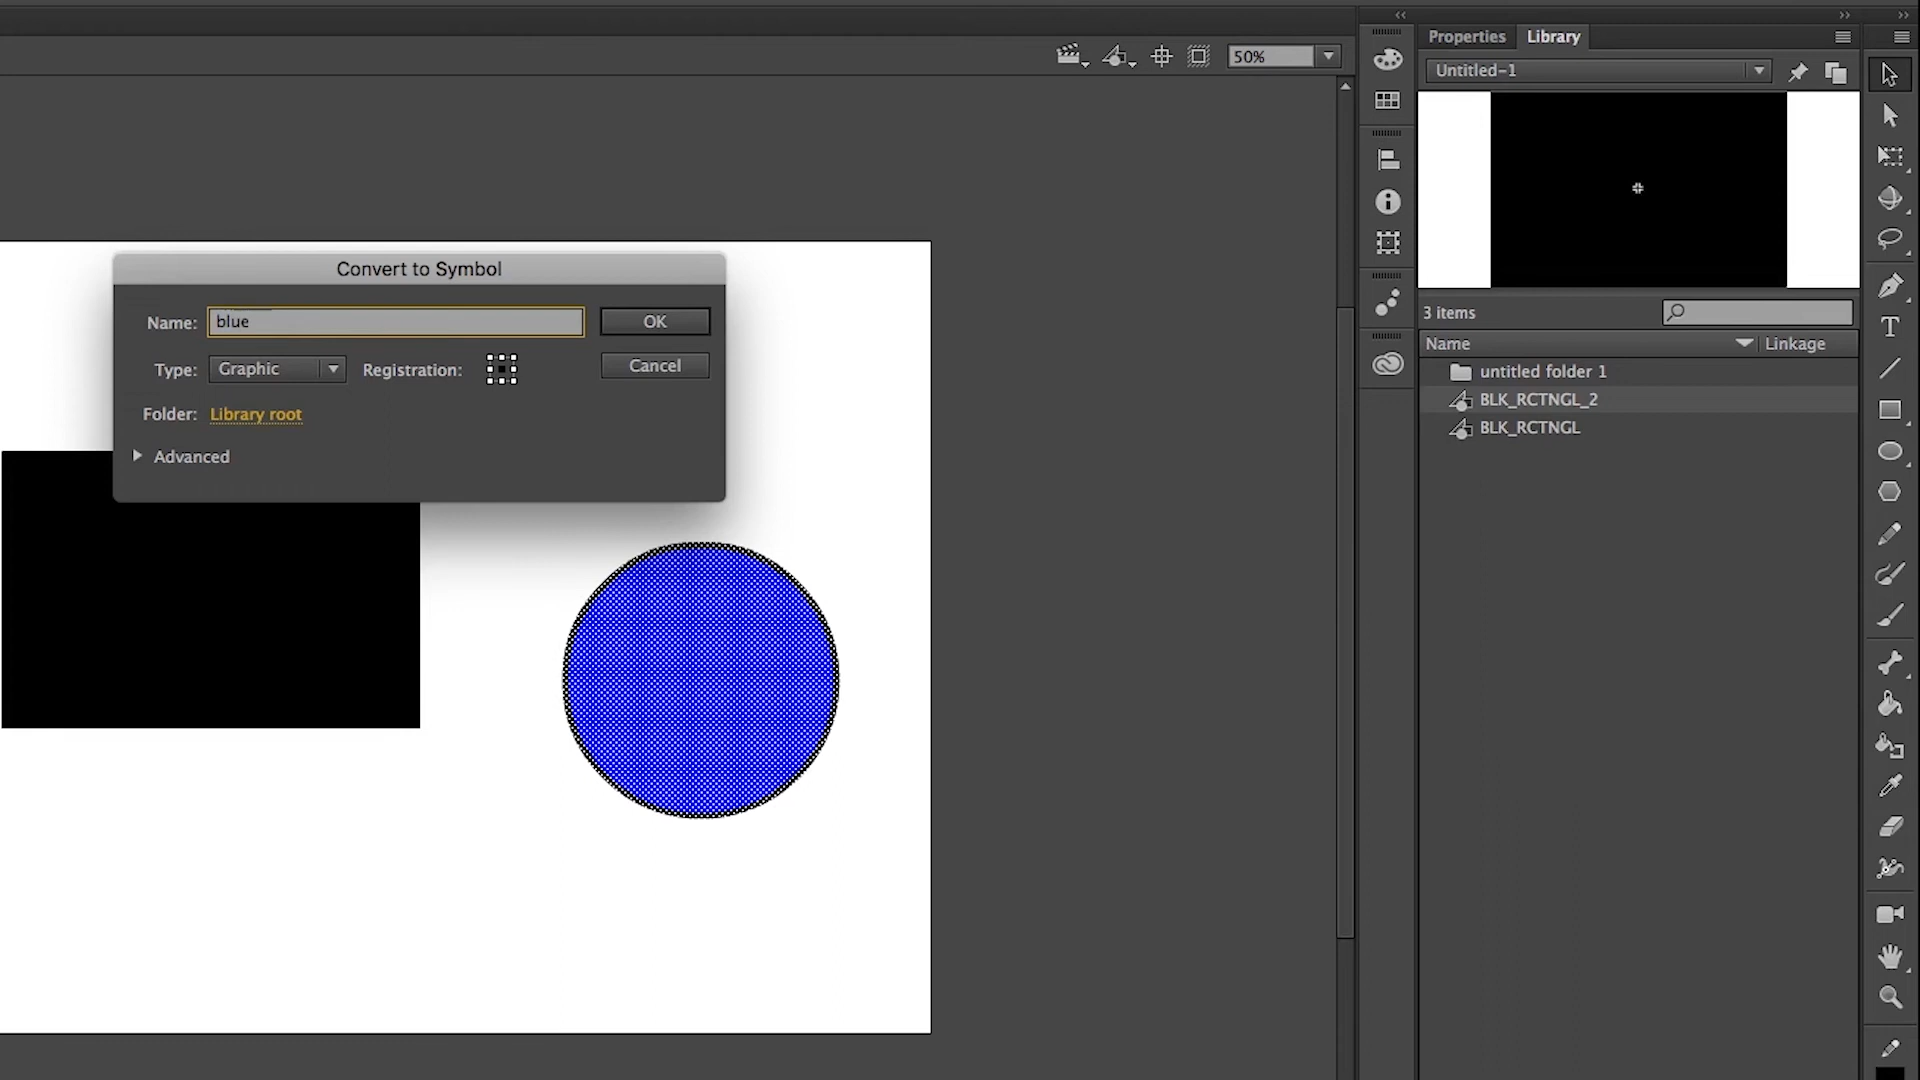 50%
Properties
Library
Untitled-1
3 items
Name
Linkage
untitled folder 1
BLK_RCTNGL_2
BLK_RCTNGL
Convert to Symbol
Name:
blue
OK
Type:
Graphic
Registration:
Cancel
Folder:
Library root
Advanced